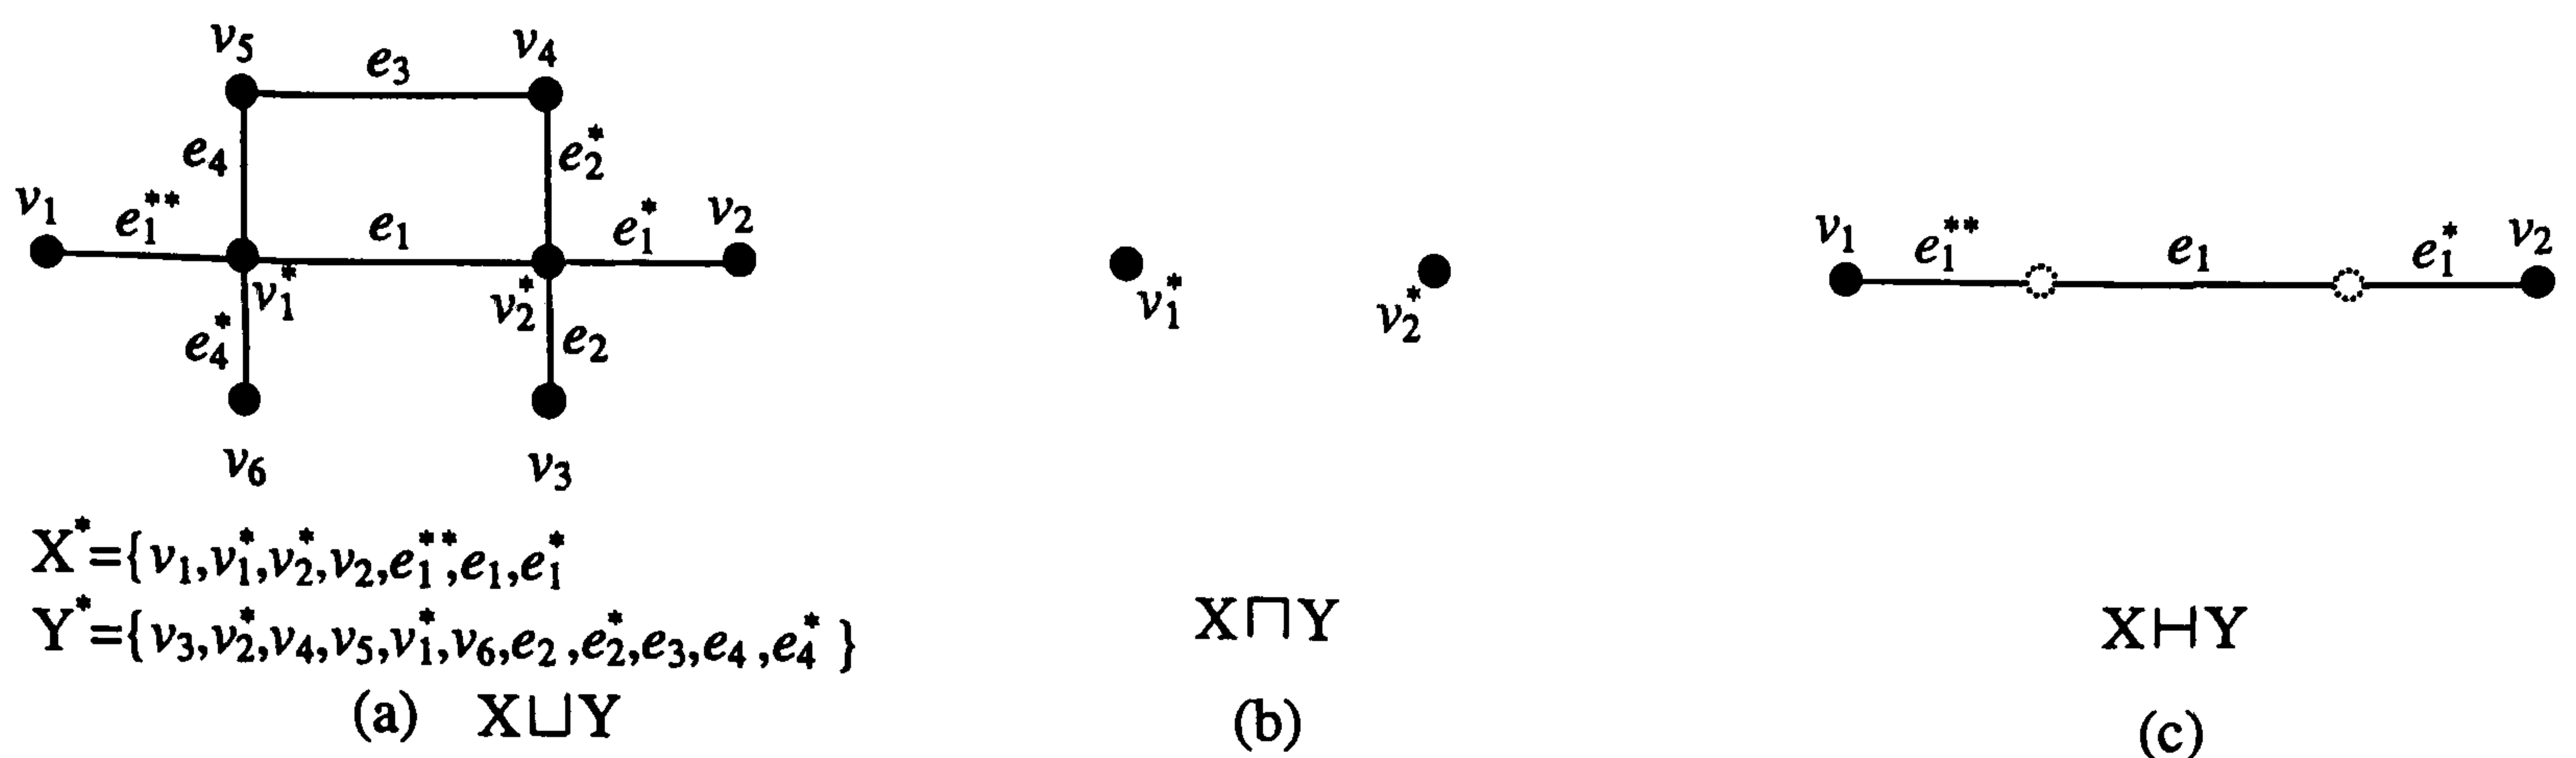 v₅ v₄
e₃
e₄ e₂*
v₁ e₁** e₁ e₁* v₂
v₁* v₂*
e₄* e₂
v₆ v₃
X*={v₁,v₁*,v₂*,v₂,e₁**,e₁,e₁*
Y*={v₃,v₂*,v₄,v₅,v₁*,v₆,e₂,e₂*,e₃,e₄,e₄*}
(a) X⊔Y
v₁* v₂*
X⊓Y
(b)
v₁ e₁** e₁ e₁* v₂
X⊢⊣Y
(c)